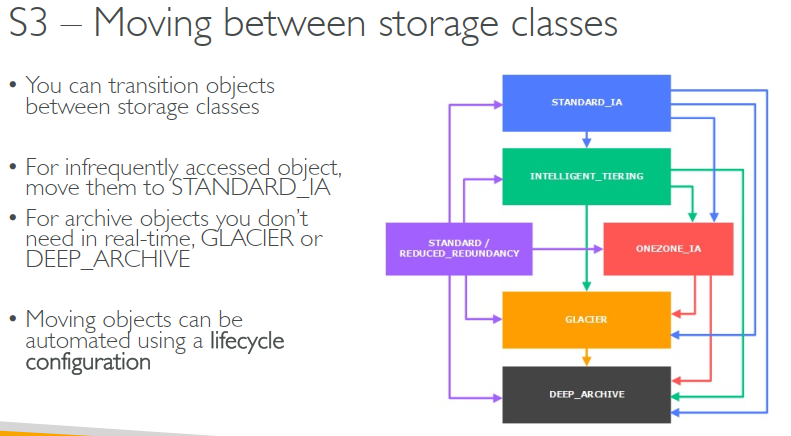 S3 – Moving between storage classes
• You can transition objects
between storage classes
• For infrequently accessed object,
move them to STANDARD_IA
• For archive objects you don't
need in real-time, GLACIER or
DEEP_ARCHIVE
• Moving objects can be
automated using a lifecycle
configuration
STANDARD_IA
INTELLIGENT_TIERING
STANDARD /
REDUCED_REDUNDANCY
ONEZONE_IA
GLACIER
DEEP_ARCHIVE